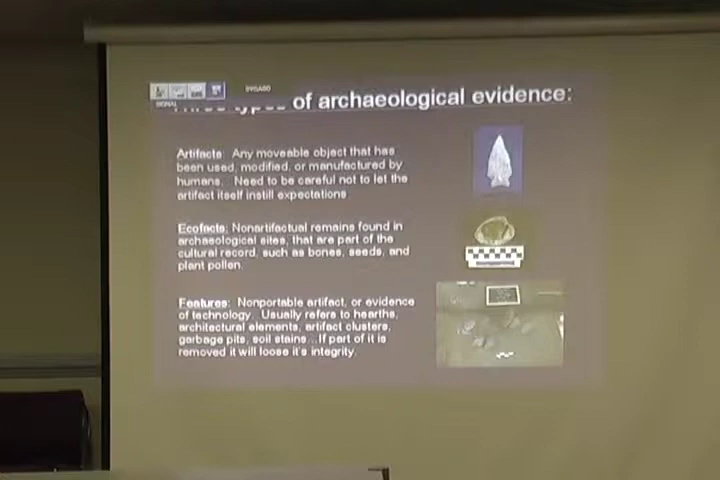 of archaeological evidence:
Artifacts: Any moveable object that has
been used, modified, or manufactured by
humans. Need to be careful not to let the
artifact itself instill expectations
Ecofacts: Nonartifactual remains found in
archaeological sites, that are part of the
cultural record, such as bones, seeds, and
plant pollen.
Features: Nonportable artifact, or evidence
of technology. Usually refers to hearths,
architectural elements, artifact clusters,
garbage pits, soil stains...If part of it is
removed it will loose it's integrity.